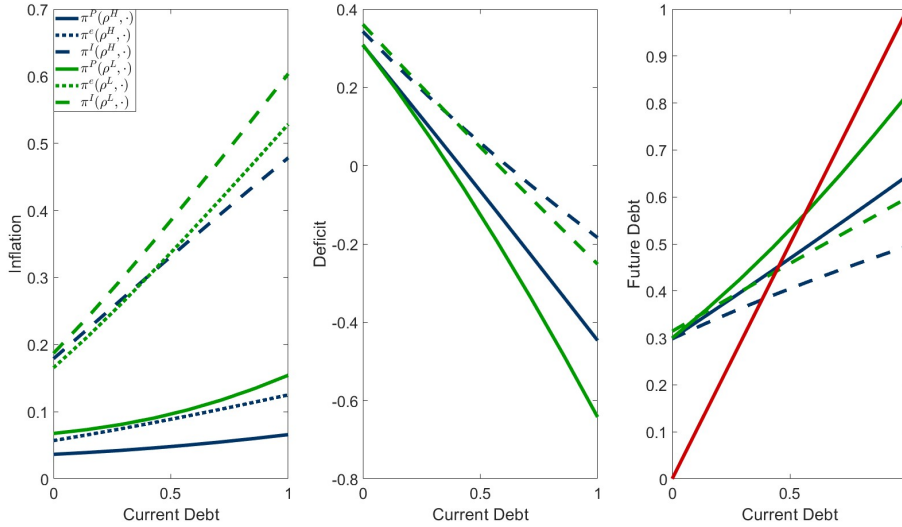 0.7
0.6
0.5
0.4
0.3
0.2
0.1
0
0
0.5
1
Inflation
Current Debt
π^P(ρ^H,·)
π^e(ρ^H,·)
π^I(ρ^H,·)
π^P(ρ^L,·)
π^e(ρ^L,·)
π^I(ρ^L,·)
0.4
0.2
0
-0.2
-0.4
-0.6
-0.8
0
0.5
1
Deficit
Current Debt
1
0.9
0.8
0.7
0.6
0.5
0.4
0.3
0.2
0.1
0
0
0.5
1
Future Debt
Current Debt